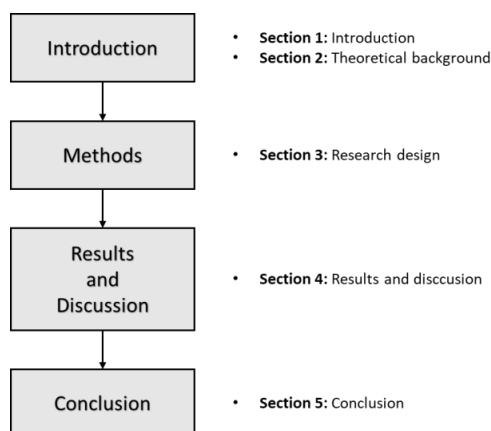 Introduction
• Section 1: Introduction
• Section 2: Theoretical background
Methods
• Section 3: Research design
Results
and
Discussion
• Section 4: Results and disccusion
Conclusion
• Section 5: Conclusion